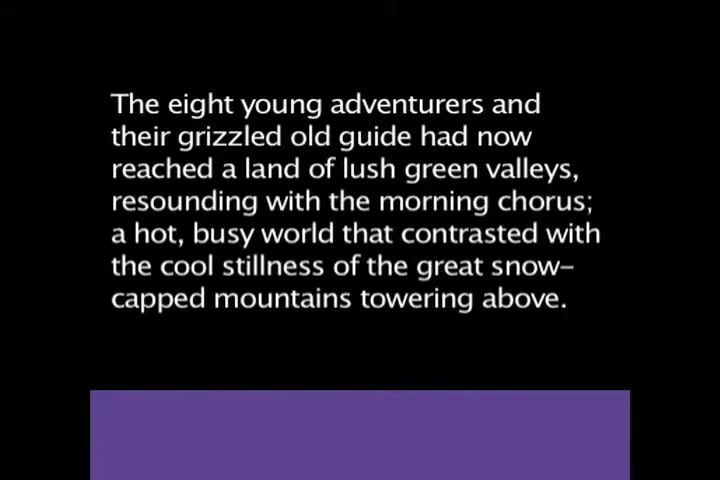 The eight young adventurers and
their grizzled old guide had now
reached a land of lush green valleys,
resounding with the morning chorus;
a hot, busy world that contrasted with
the cool stillness of the great snow–
capped mountains towering above.